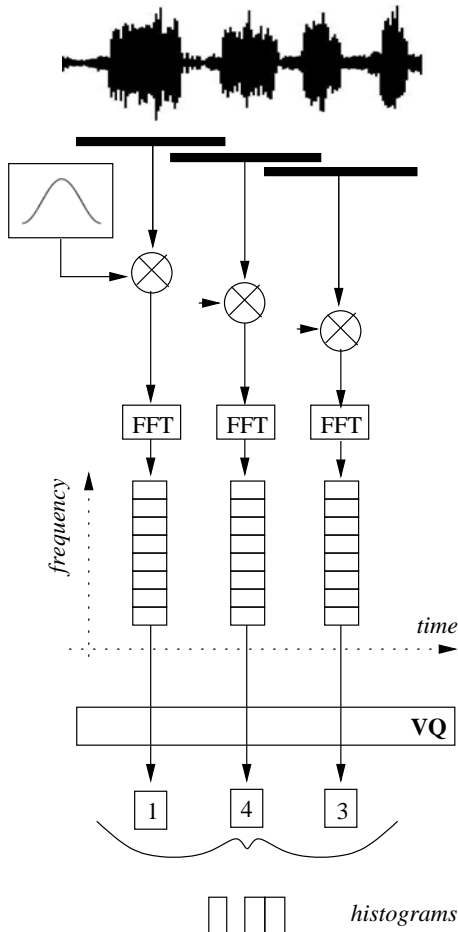 FFT FFT FFT
frequency
time
VQ
1 4 3
histograms